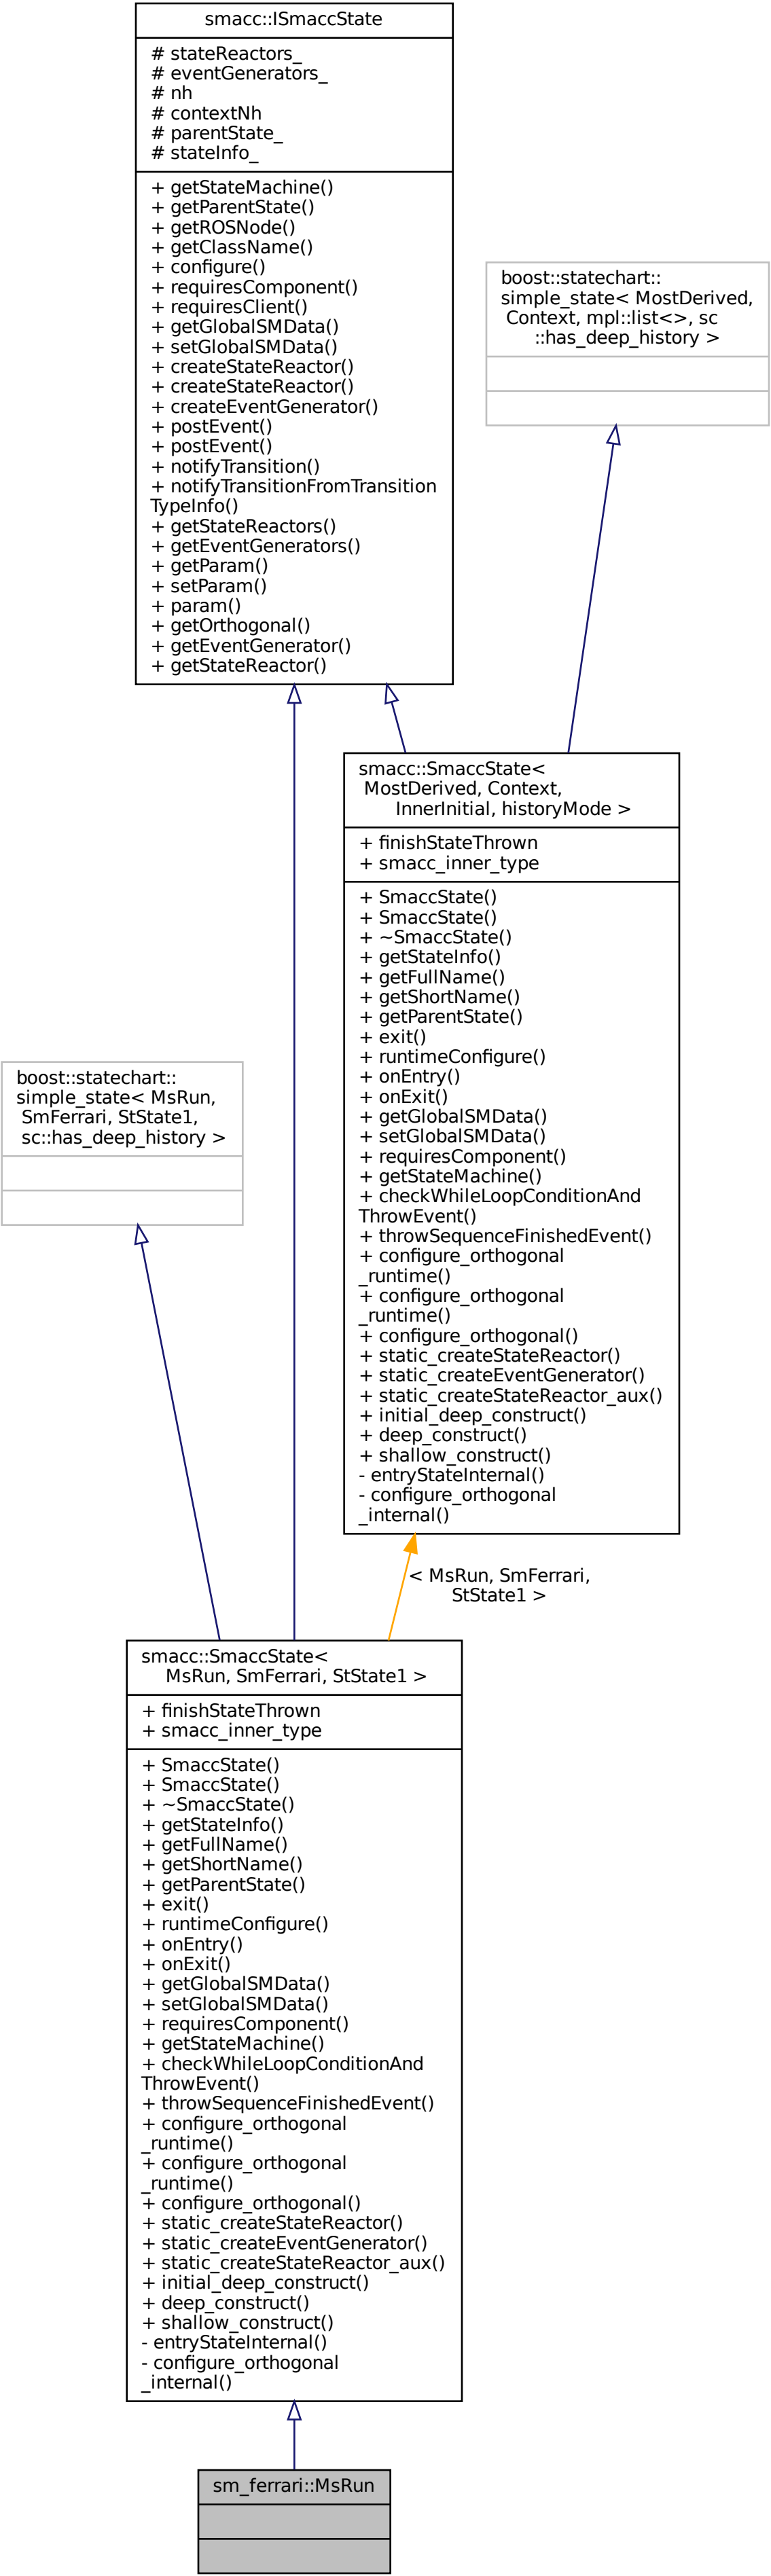 smacc::ISmaccState
# stateReactors_
# eventGenerators_
# nh
# contextNh
# parentState_
# stateInfo_
+ getStateMachine()
+ getParentState()
+ getROSNode()
+ getClassName()
+ configure()
+ requiresComponent()
+ requiresClient()
+ getGlobalSMData()
+ setGlobalSMData()
+ createStateReactor()
+ createStateReactor()
+ createEventGenerator()
+ postEvent()
+ postEvent()
+ notifyTransition()
+ notifyTransitionFromTransition
TypeInfo()
+ getStateReactors()
+ getEventGenerators()
+ getParam()
+ setParam()
+ param()
+ getOrthogonal()
+ getEventGenerator()
+ getStateReactor()
boost::statechart::
simple_state< MostDerived,
Context, mpl::list<>, sc
::has_deep_history >
smacc::SmaccState<
MostDerived, Context,
InnerInitial, historyMode >
+ finishStateThrown
+ smacc_inner_type
+ SmaccState()
+ SmaccState()
+ ~SmaccState()
+ getStateInfo()
+ getFullName()
+ getShortName()
+ getParentState()
+ exit()
+ runtimeConfigure()
+ onEntry()
+ onExit()
+ getGlobalSMData()
+ setGlobalSMData()
+ requiresComponent()
+ getStateMachine()
+ checkWhileLoopConditionAnd
ThrowEvent()
+ throwSequenceFinishedEvent()
+ configure_orthogonal
_runtime()
+ configure_orthogonal
_runtime()
+ configure_orthogonal()
+ static_createStateReactor()
+ static_createEventGenerator()
+ static_createStateReactor_aux()
+ initial_deep_construct()
+ deep_construct()
+ shallow_construct()
- entryStateInternal()
- configure_orthogonal
_internal()
boost::statechart::
simple_state< MsRun,
SmFerrari, StState1,
sc::has_deep_history >
< MsRun, SmFerrari,
StState1 >
smacc::SmaccState<
MsRun, SmFerrari, StState1 >
+ finishStateThrown
+ smacc_inner_type
+ SmaccState()
+ SmaccState()
+ ~SmaccState()
+ getStateInfo()
+ getFullName()
+ getShortName()
+ getParentState()
+ exit()
+ runtimeConfigure()
+ onEntry()
+ onExit()
+ getGlobalSMData()
+ setGlobalSMData()
+ requiresComponent()
+ getStateMachine()
+ checkWhileLoopConditionAnd
ThrowEvent()
+ throwSequenceFinishedEvent()
+ configure_orthogonal
_runtime()
+ configure_orthogonal
_runtime()
+ configure_orthogonal()
+ static_createStateReactor()
+ static_createEventGenerator()
+ static_createStateReactor_aux()
+ initial_deep_construct()
+ deep_construct()
+ shallow_construct()
- entryStateInternal()
- configure_orthogonal
_internal()
sm_ferrari::MsRun